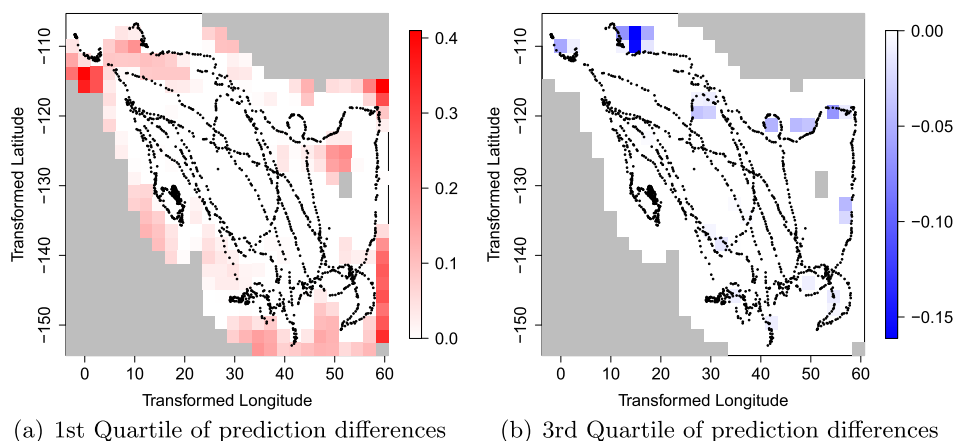 −110
−120
−130
−140
−150
Transformed Latitude
0 10 20 30 40 50 60
Transformed Longitude
0.4
0.3
0.2
0.1
0.0
(a) 1st Quartile of prediction differences
−110
−120
−130
−140
−150
Transformed Latitude
0 10 20 30 40 50 60
Transformed Longitude
0.00
−0.05
−0.10
−0.15
(b) 3rd Quartile of prediction differences